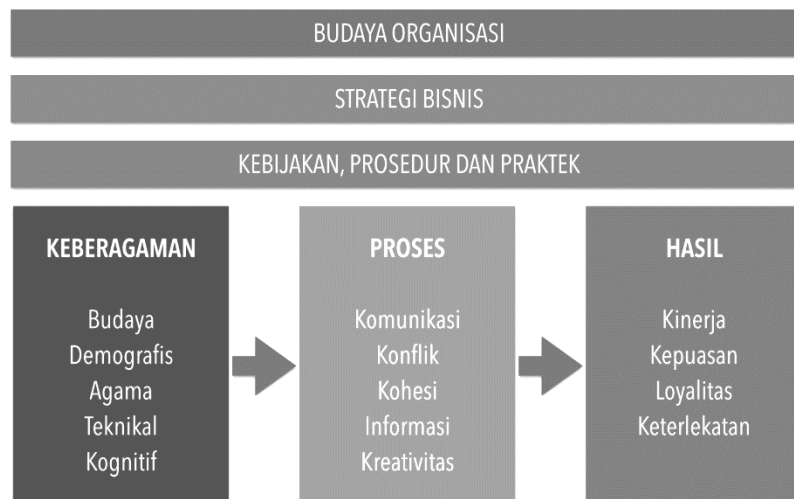 BUDAYA ORGANISASI
STRATEGI BISNIS
KEBIJAKAN, PROSEDUR DAN PRAKTEK
KEBERAGAMAN
Budaya
Demografis
Agama
Teknikal
Kognitif
PROSES
Komunikasi
Konflik
Kohesi
Informasi
Kreativitas
HASIL
Kinerja
Kepuasan
Loyalitas
Keterlekatan